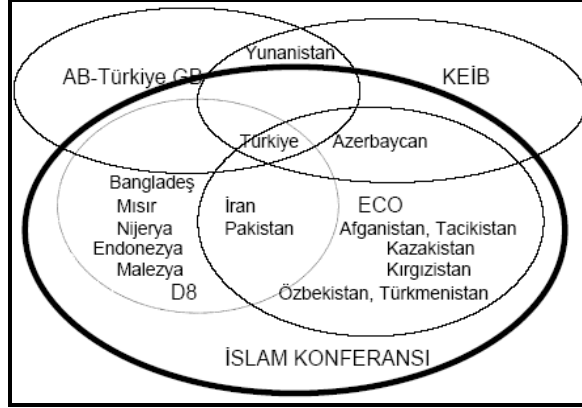 Yunanistan
AB-Türkiye GB
KEİB
Türkiye
Azerbaycan
Bangladeş
Mısır
İran
ECO
Nijerya
Pakistan
Afganistan, Tacikistan
Endonezya
Kazakistan
Malezya
Kırgızistan
D8
Özbekistan, Türkmenistan
İSLAM KONFERANSI